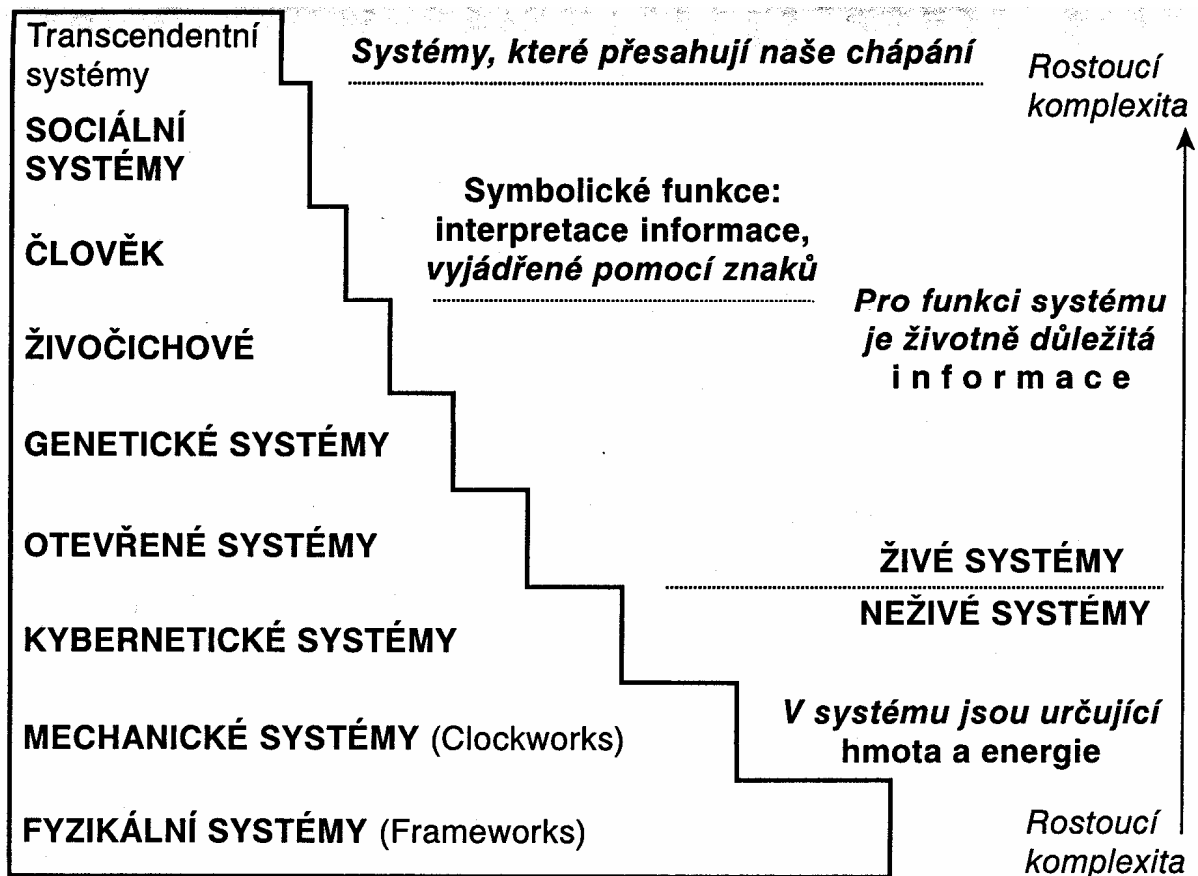 Transcendentní
systémy
Systémy, které přesahují naše chápání
Rostoucí
komplexita
SOCIÁLNÍ
SYSTÉMY
Symbolické funkce:
interpretace informace,
vyjádřené pomocí znaků
ČLOVĚK
Pro funkci systému
je životně důležitá
informace
ŽIVOČICHOVÉ
GENETICKÉ SYSTÉMY
OTEVŘENÉ SYSTÉMY
ŽIVÉ SYSTÉMY
NEŽIVÉ SYSTÉMY
KYBERNETICKÉ SYSTÉMY
V systému jsou určující
hmota a energie
MECHANICKÉ SYSTÉMY (Clockworks)
FYZIKÁLNÍ SYSTÉMY (Frameworks)
Rostoucí
komplexita